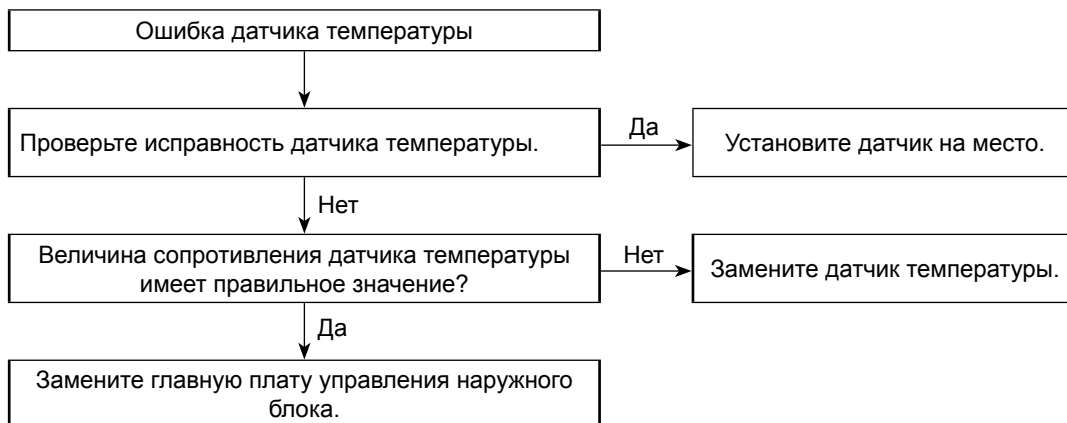 Ошибка датчика температуры
Проверьте исправность датчика температуры.
Да
Установите датчик на место.
Нет
Величина сопротивления датчика температуры
имеет правильное значение?
Нет
Замените датчик температуры.
Да
Замените главную плату управления наружного
блока.